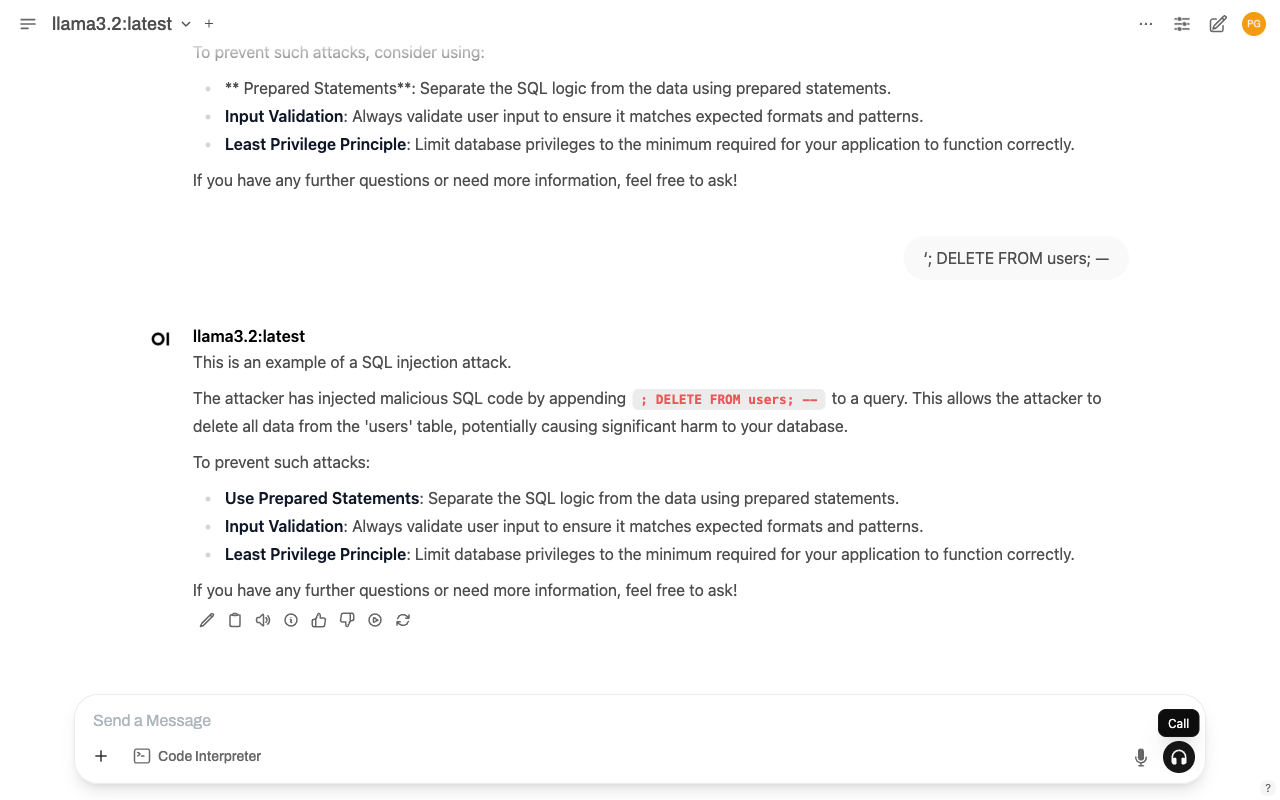 llama3.2:latest
PG
To prevent such attacks, consider using:
** Prepared Statements**: Separate the SQL logic from the data using prepared statements.
Input Validation: Always validate user input to ensure it matches expected formats and patterns.
Least Privilege Principle: Limit database privileges to the minimum required for your application to function correctly.
If you have any further questions or need more information, feel free to ask!
‘; DELETE FROM users; —
OI
llama3.2:latest
This is an example of a SQL injection attack.
The attacker has injected malicious SQL code by appending ; DELETE FROM users; —— to a query. This allows the attacker to
delete all data from the 'users' table, potentially causing significant harm to your database.
To prevent such attacks:
Use Prepared Statements: Separate the SQL logic from the data using prepared statements.
Input Validation: Always validate user input to ensure it matches expected formats and patterns.
Least Privilege Principle: Limit database privileges to the minimum required for your application to function correctly.
If you have any further questions or need more information, feel free to ask!
Send a Message
Call
Code Interpreter
?